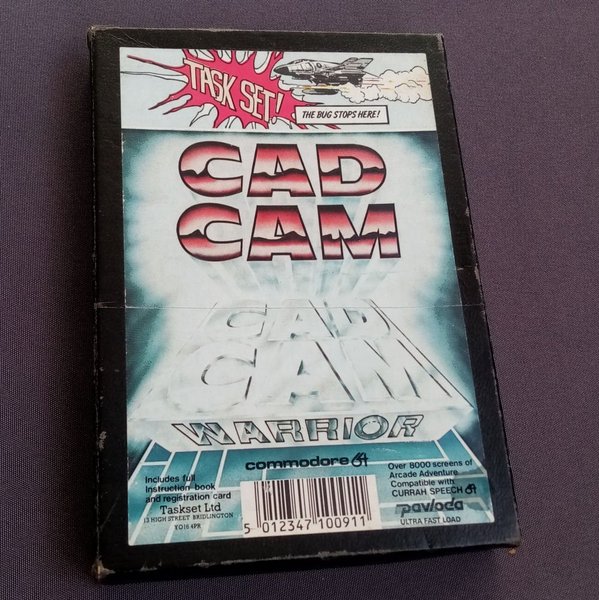 TASK SET!
THE BUG STOPS HERE!
CAD
CAM
CAD
CAM
WARRIOR
commodore 64
Includes full
Instruction book
and registration card
Taskset Ltd
13 HIGH STREET BRIDLINGTON
YO16 4PR
5 012347 100911
Over 8000 screens of
Arcade Adventure
Compatible with
CURRAH SPEECH 64
pavloda
ULTRA FAST LOAD